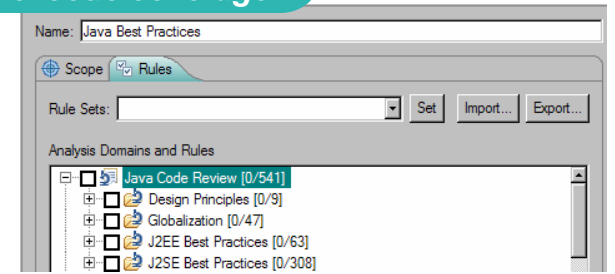 Name: Java Best Practices
Scope Rules
Rule Sets: Set Import... Export...
Analysis Domains and Rules
Java Code Review [0/541]
Design Principles [0/9]
Globalization [0/47]
J2EE Best Practices [0/63]
J2SE Best Practices [0/308]